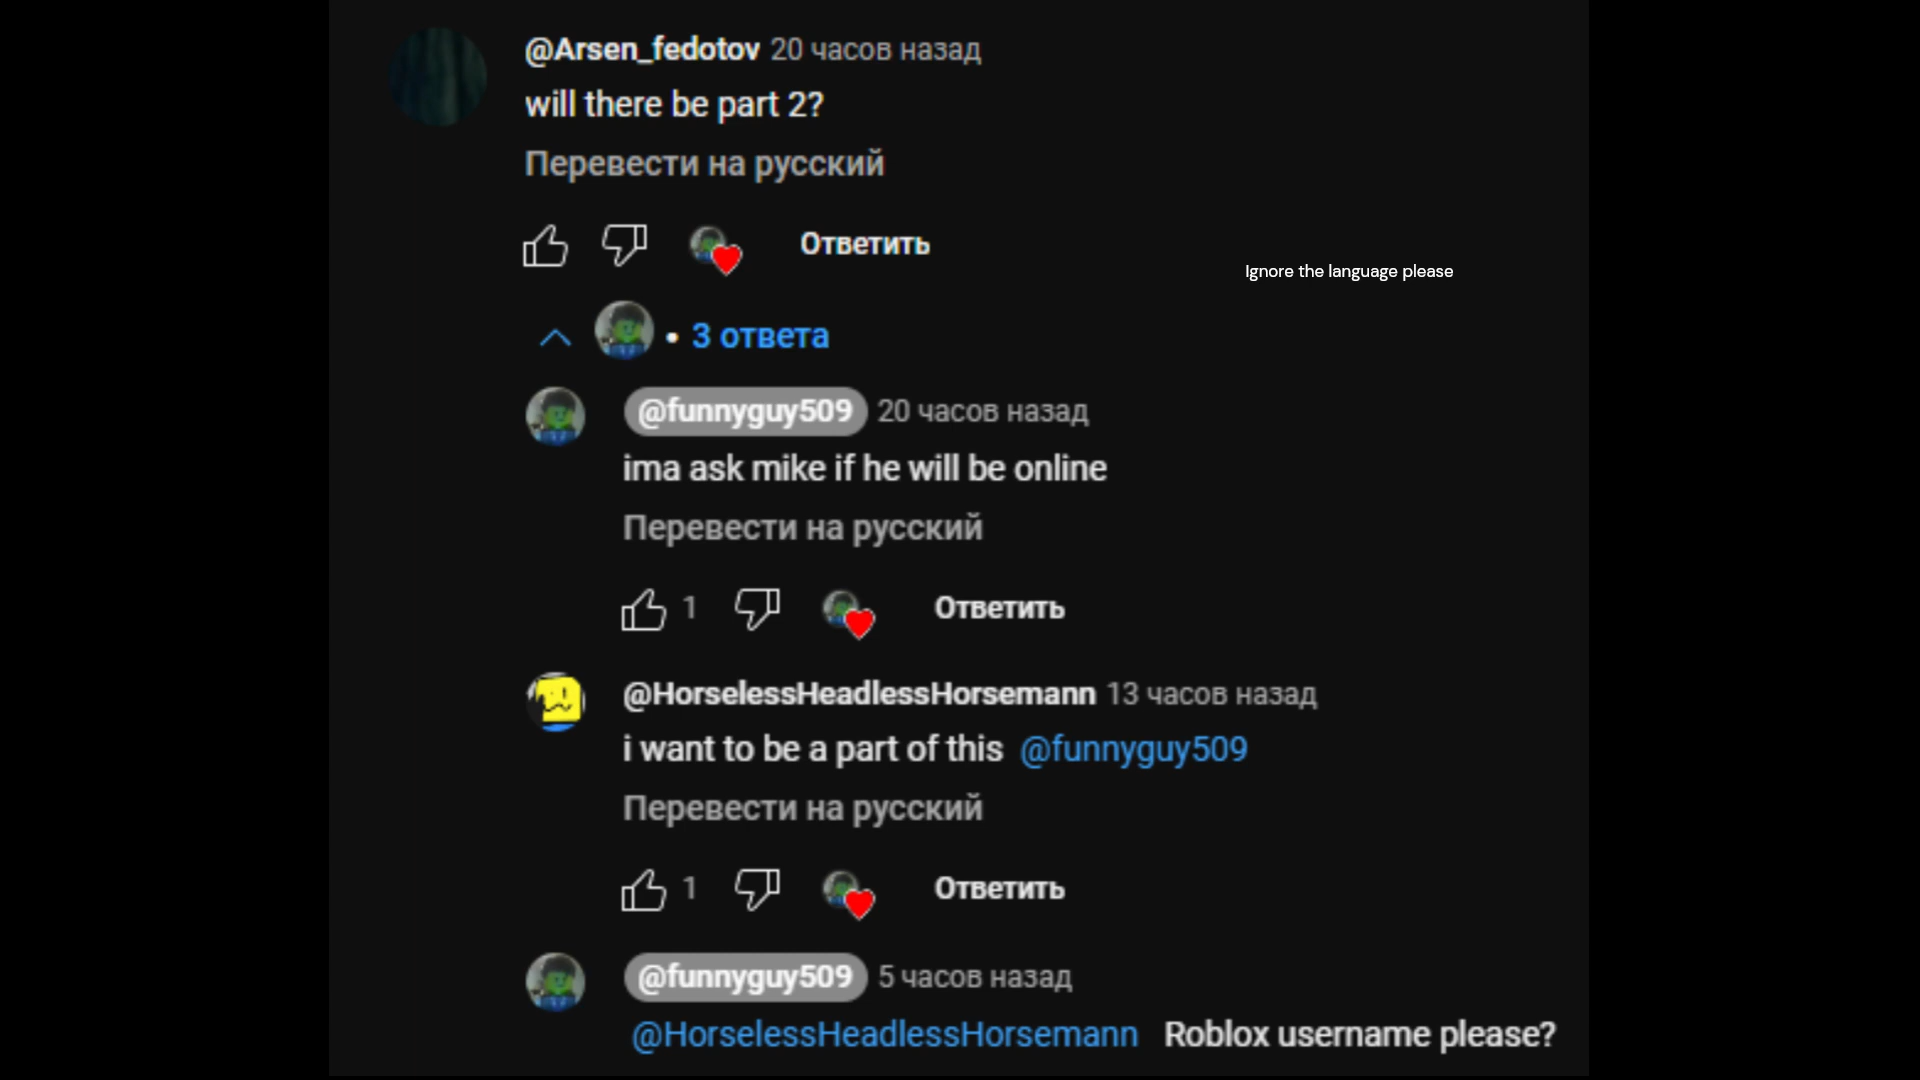 @Arsen_fedotov 20 часов назад
will there be part 2?
Перевести на русский
Ответить
Ignore the language please
• 3 ответа
@funnyguy509 20 часов назад
ima ask mike if he will be online
Перевести на русский
1 Ответить
@HorselessHeadlessHorsemann 13 часов назад
i want to be a part of this @funnyguy509
Перевести на русский
1 Ответить
@funnyguy509 5 часов назад
@HorselessHeadlessHorsemann Roblox username please?